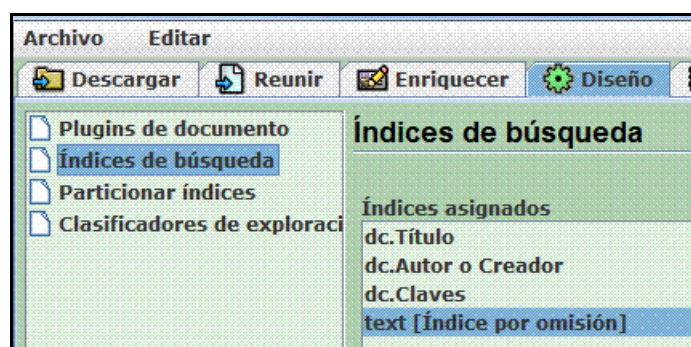 Archivo Editar
Descargar Reunir Enriquecer Diseño
Plugins de documento
Índices de búsqueda
Particionar índices
Clasificadores de exploraci
Índices de búsqueda
Índices asignados
dc.Título
dc.Autor o Creador
dc.Claves
text [Índice por omisión]